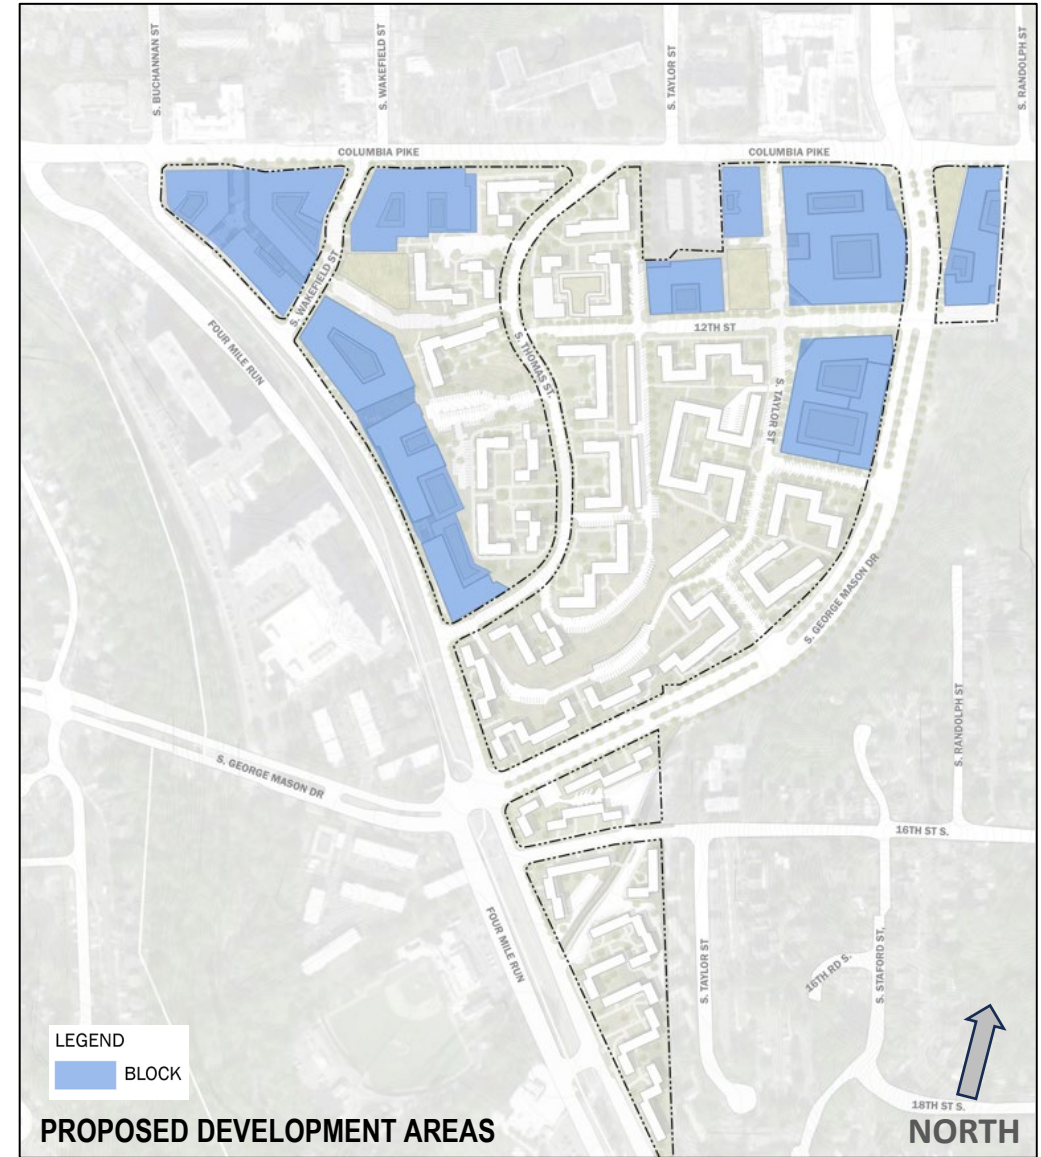 S. BUCHANNAN ST
S. WAKEFIELD ST
S. TAYLOR ST
S. RANDOLPH ST
COLUMBIA PIKE
COLUMBIA PIKE
S. WAKEFIELD ST
FOUR MILE RUN
S. THOMAS ST.
12TH ST
S. TAYLOR ST
S. GEORGE MASON DR
S. RANDOLPH ST
S. GEORGE MASON DR
16TH ST S.
FOUR MILE RUN
S. TAYLOR ST
16TH RD S.
S. STAFORD ST,
18TH ST S.
LEGEND
BLOCK
PROPOSED DEVELOPMENT AREAS
NORTH